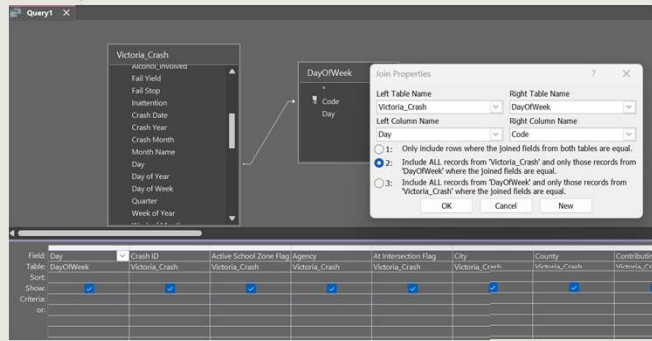 Query1
Victoria_Crash
Alcohol_Involved
Fail Yield
Fail Stop
Inattention
Crash Date
Crash Year
Crash Month
Month Name
Day
Day of Year
Day of Week
Quarter
Week of Year
DayOfWeek
*
Code
Day
Join Properties ?
Left Table Name Right Table Name
Victoria_Crash DayOfWeek
Left Column Name Right Column Name
Day Code
1: Only include rows where the joined fields from both tables are equal.
2: Include ALL records from 'Victoria_Crash' and only those records from
'DayOfWeek' where the joined fields are equal.
3: Include ALL records from 'DayOfWeek' and only those records from
'Victoria_Crash' where the joined fields are equal.
OK Cancel New
Field: Day Crash ID Active School Zone Flag Agency At Intersection Flag City County Contributin
Table: DayOfWeek Victoria_Crash Victoria_Crash Victoria_Crash Victoria_Crash Victoria_Crash Victoria_Crash Victoria_Cr
Sort:
Show:
Criteria:
or: